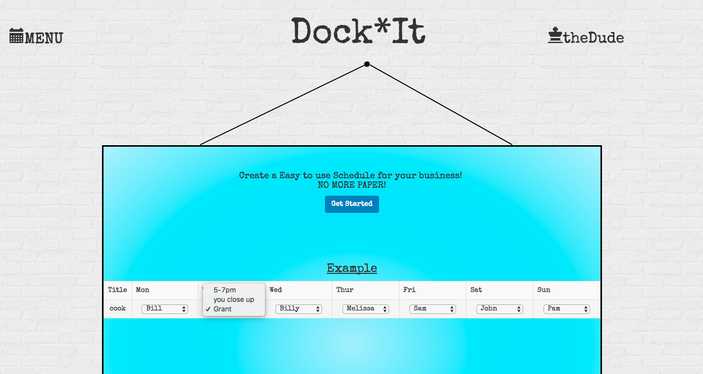 MENU
Dock*It
theDude
Create a Easy to use Schedule for your business!
NO MORE PAPER!
Get Started
Example
Title Mon Wed Thur Fri Sat Sun
5-7pm
you close up
✓ Grant
cook Bill Billy Melissa Sam John Pam